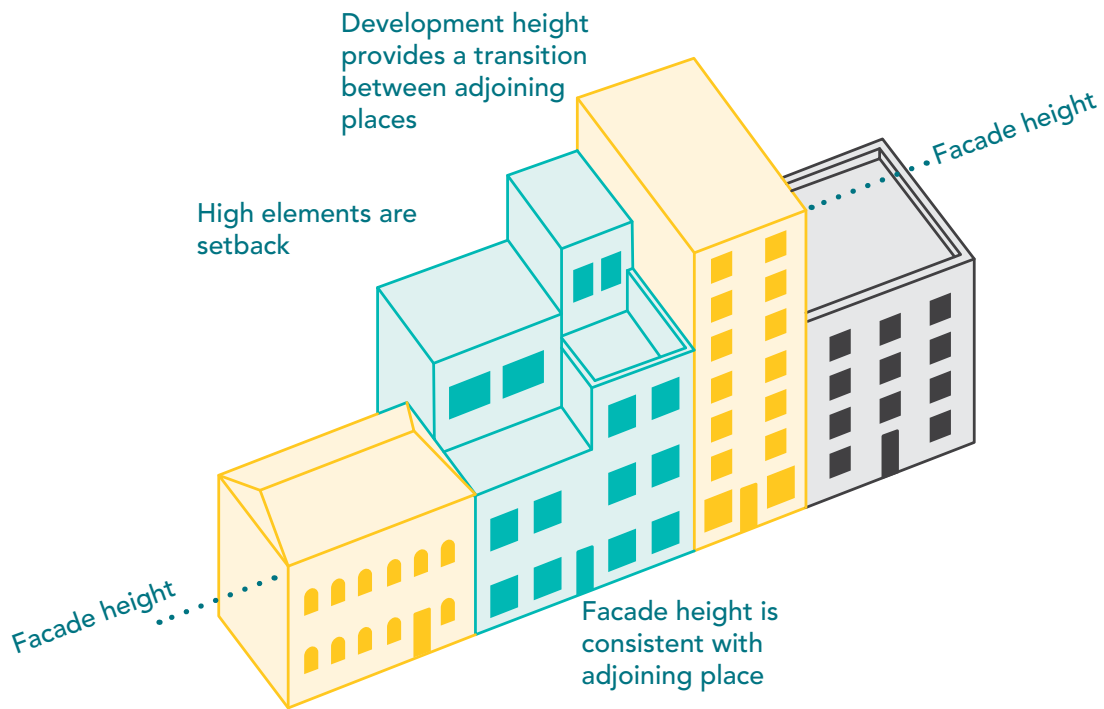 Development height
provides a transition
between adjoining
places
Facade height
High elements are
setback
Facade height
Facade height is
consistent with
adjoining place